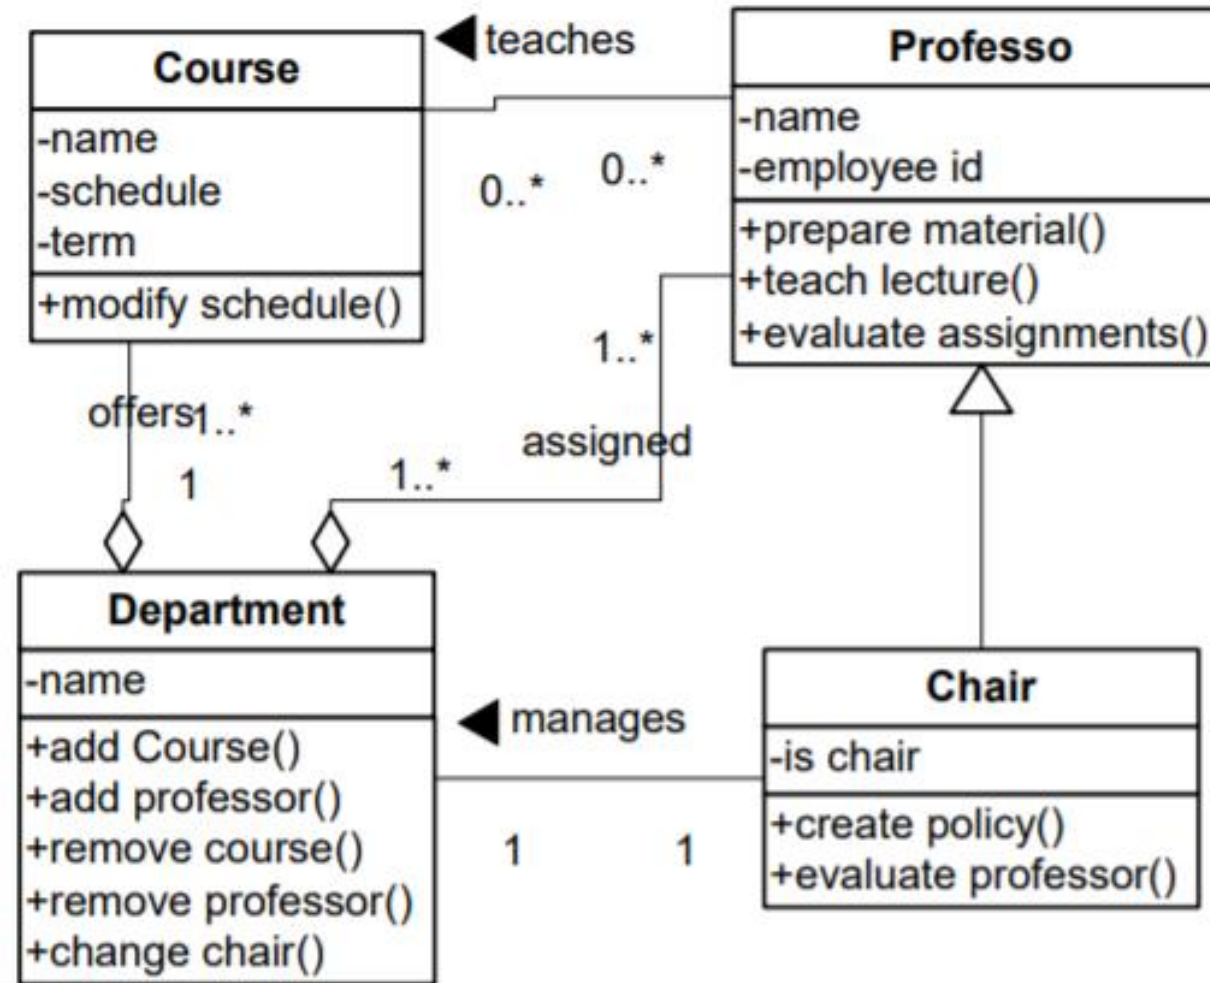 Course
-name
-schedule
-term
+modify schedule()
teaches
0..*
0..*
Professo
-name
-employee id
+prepare material()
+teach lecture()
+evaluate assignments()
offers
1..*
1
1..*
assigned
1..*
Department
-name
+add Course()
+add professor()
+remove course()
+remove professor()
+change chair()
manages
1
1
Chair
-is chair
+create policy()
+evaluate professor()